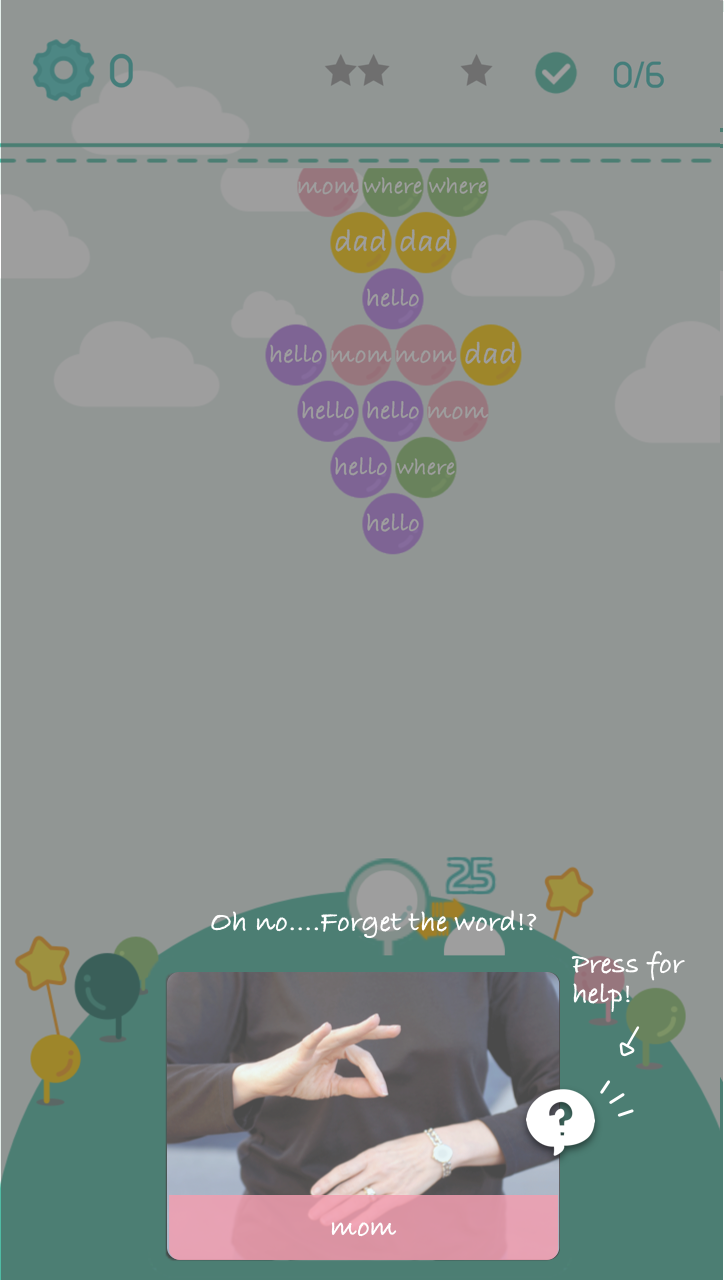 0
0/6
mom where where
dad dad
hello
hello mom mom dad
hello hello mom
hello where
hello
25
Oh no....Forget the word!?
Press for
help!
?
mom